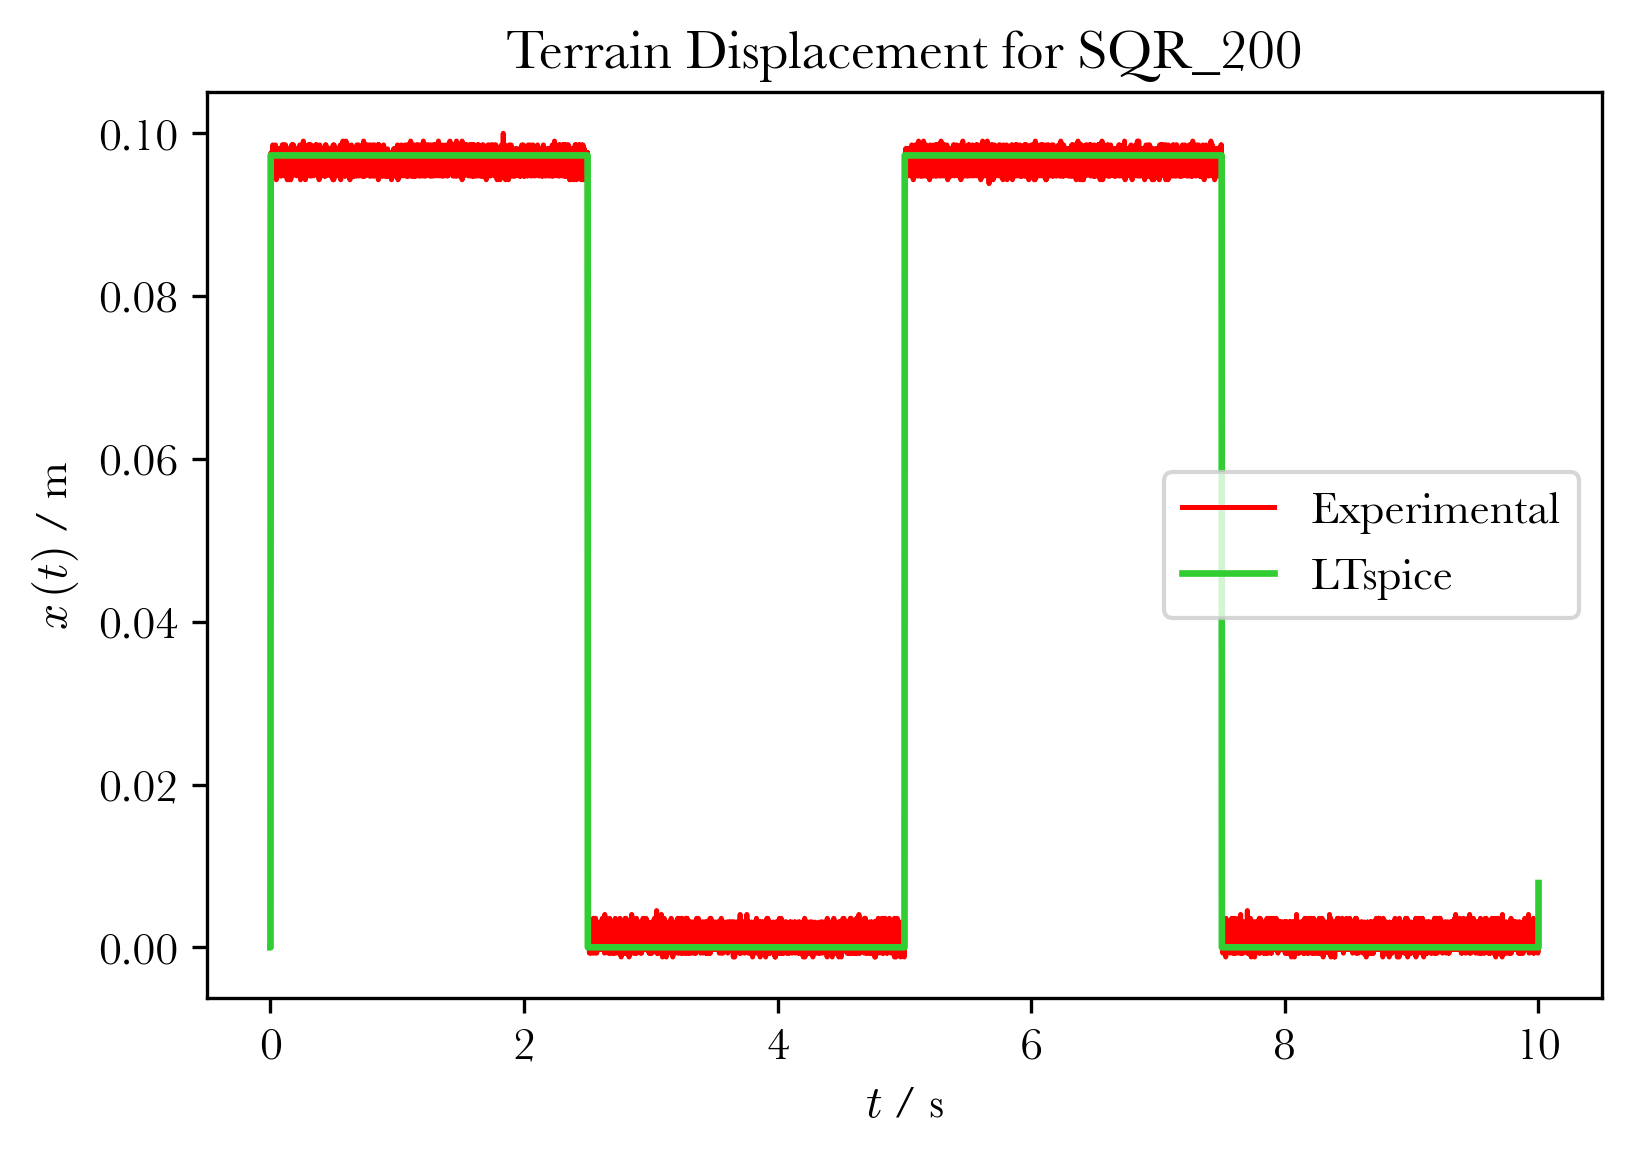 Terrain Displacement for SQR_200
0.10
0.08
0.06
0.04
0.02
0.00
x (t) / m
Experimental
LTspice
0 2 4 6 8 10
t / s